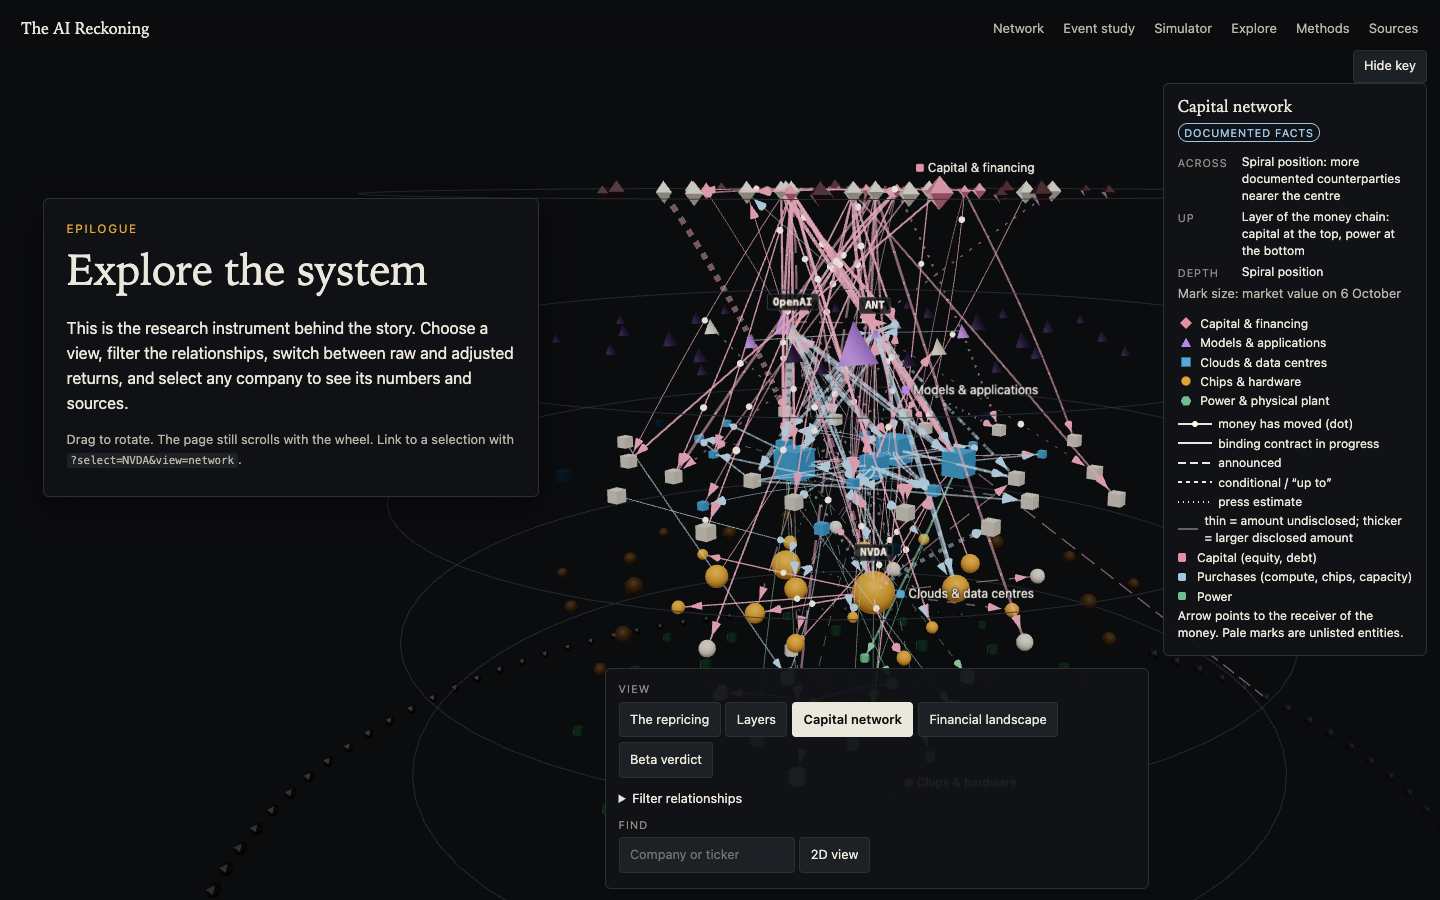 The AI Reckoning
Network Event study Simulator Explore Methods Sources
Hide key
EPILOGUE
Explore the system
This is the research instrument behind the story. Choose a
view, filter the relationships, switch between raw and adjusted
returns, and select any company to see its numbers and
sources.
Drag to rotate. The page still scrolls with the wheel. Link to a selection with
?select=NVDA&view=network.
Capital & financing
OpenAI
ANT
Models & applications
NVDA
Clouds & data centres
Chips & hardware
Capital network
DOCUMENTED FACTS
ACROSS Spiral position: more
documented counterparties
nearer the centre
UP Layer of the money chain:
capital at the top, power at
the bottom
DEPTH Spiral position
Mark size: market value on 6 October
Capital & financing
Models & applications
Clouds & data centres
Chips & hardware
Power & physical plant
money has moved (dot)
binding contract in progress
announced
conditional / “up to”
press estimate
thin = amount undisclosed; thicker
= larger disclosed amount
Capital (equity, debt)
Purchases (compute, chips, capacity)
Power
Arrow points to the receiver of the
money. Pale marks are unlisted entities.
VIEW
The repricing Layers Capital network Financial landscape
Beta verdict
Filter relationships
FIND
Company or ticker 2D view